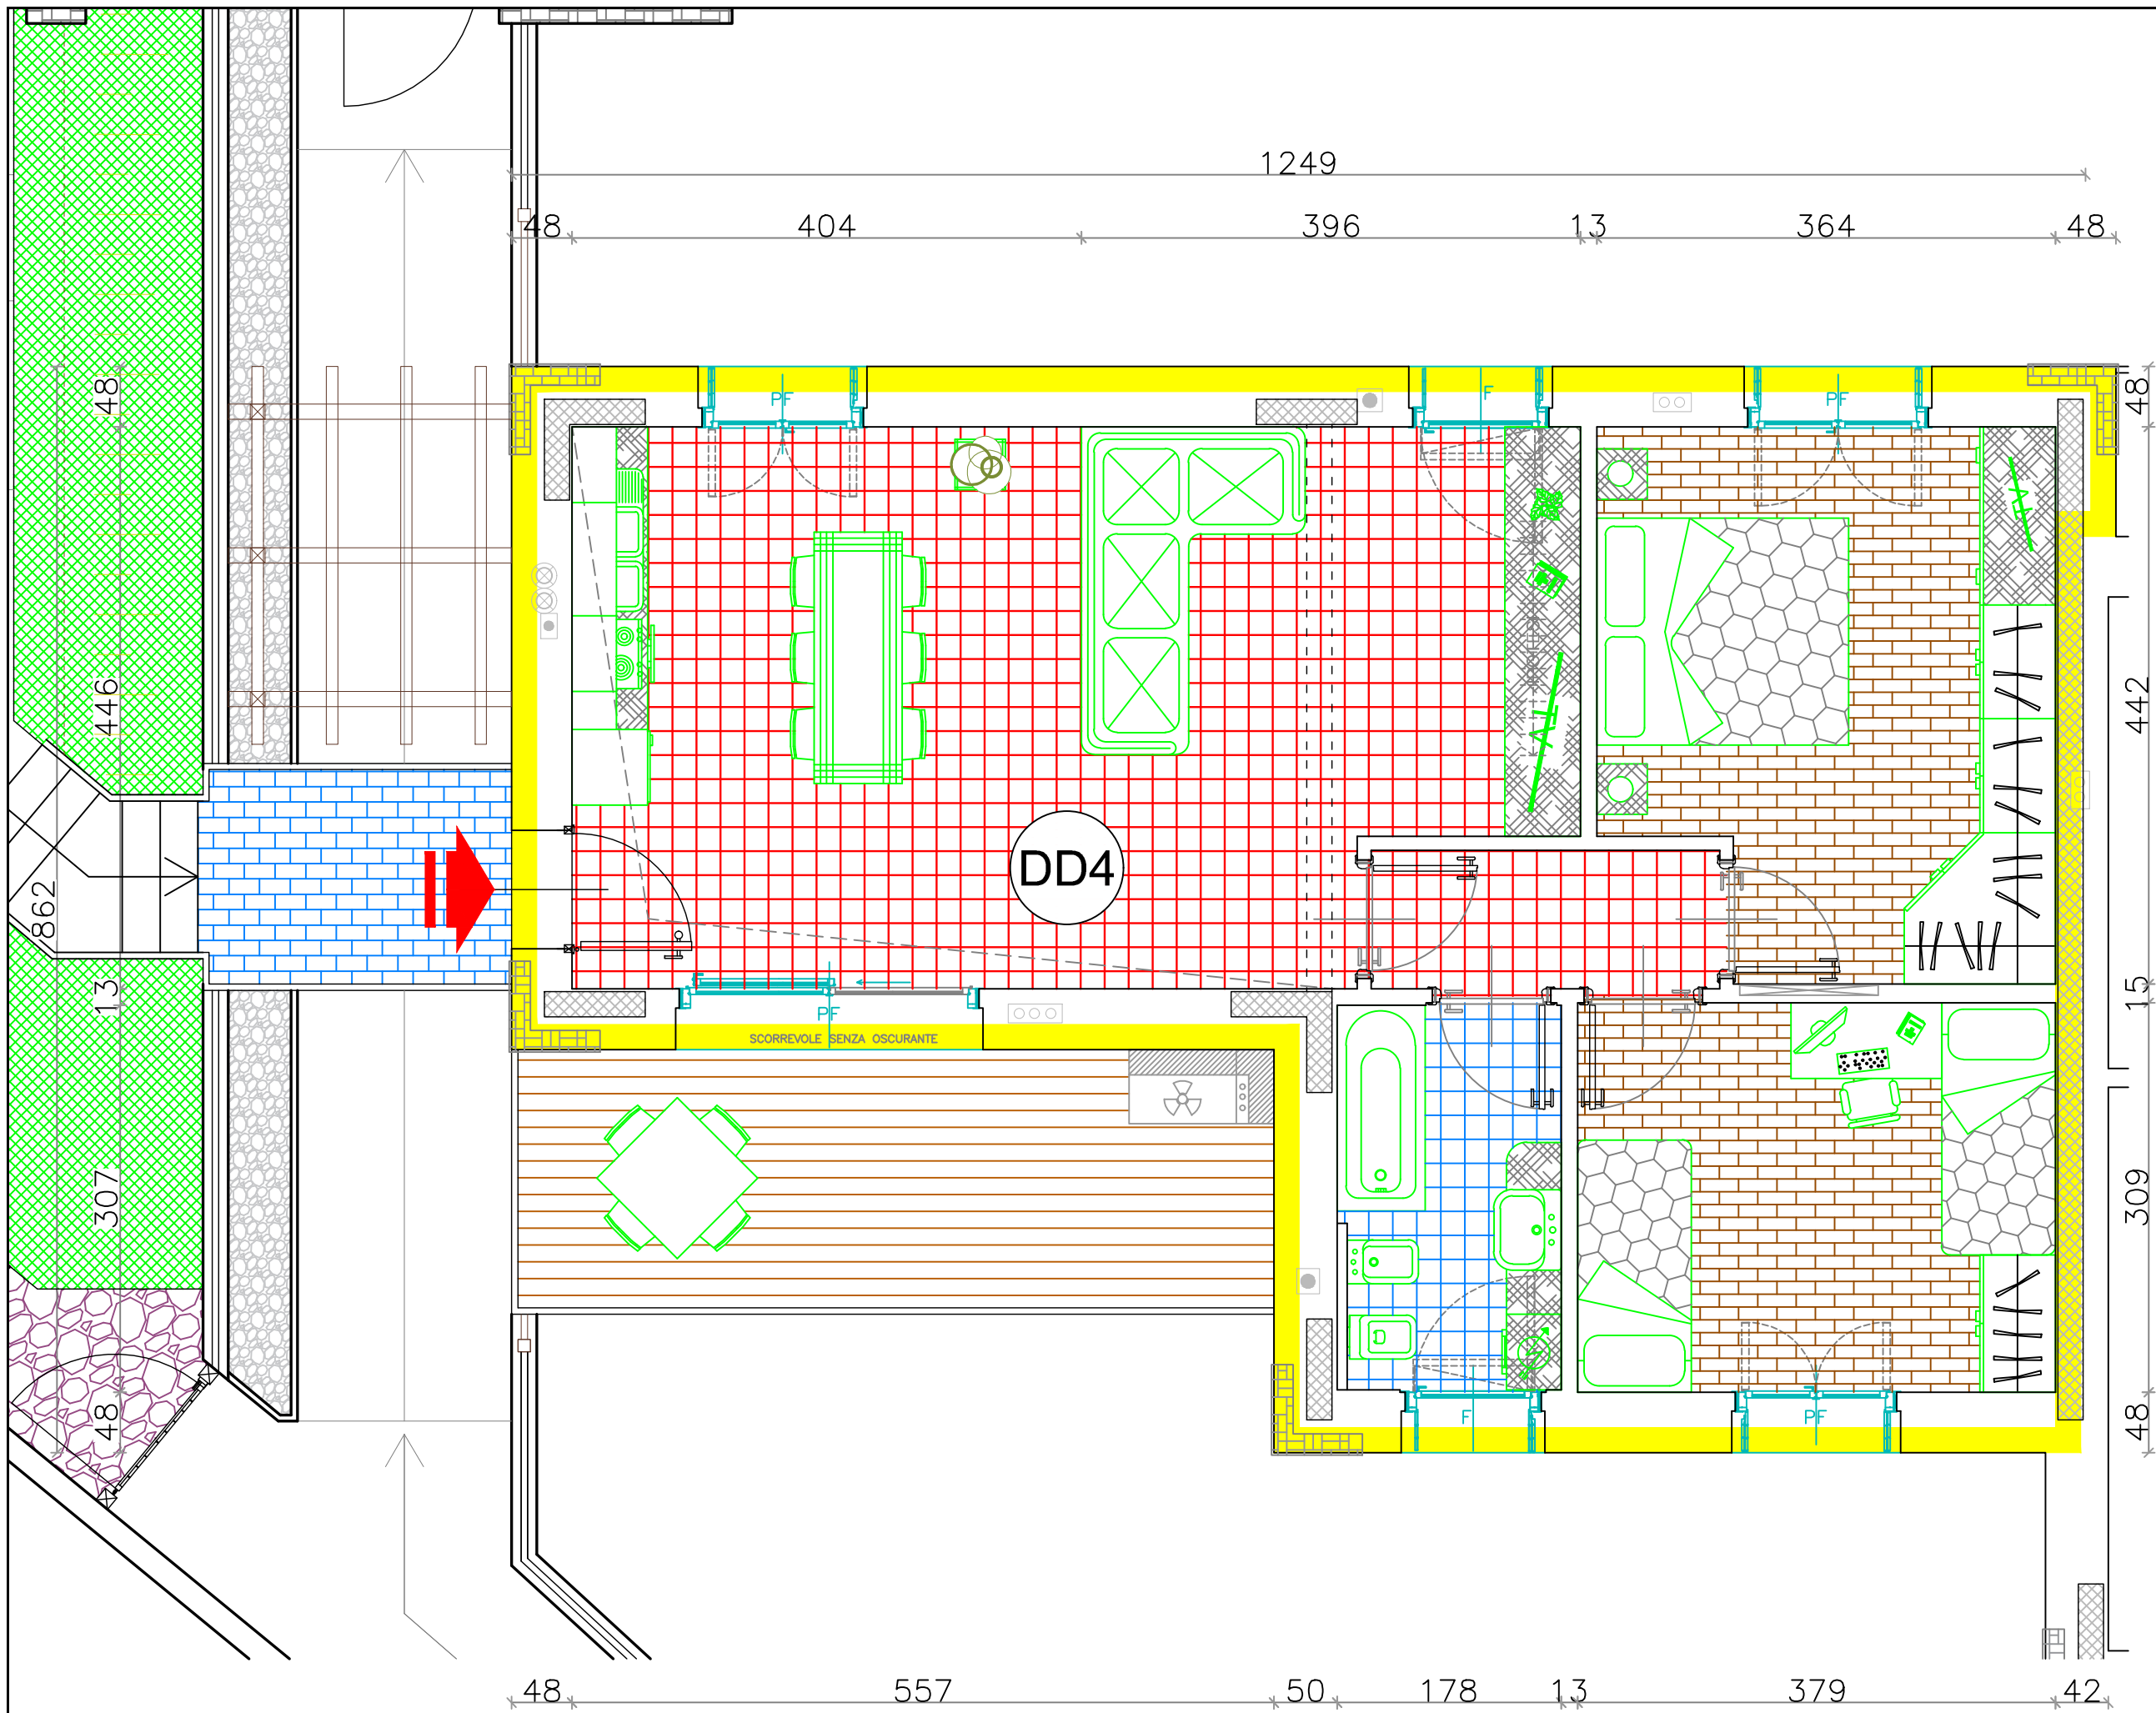 1249
48 404 396 13 364 48
PF F PF
48 48
446 442
DD4
862
13 15
PF
SCORREVOLE SENZA OSCURANTE
307 309
48 F PF 48
48 557 50 178 13 379 42